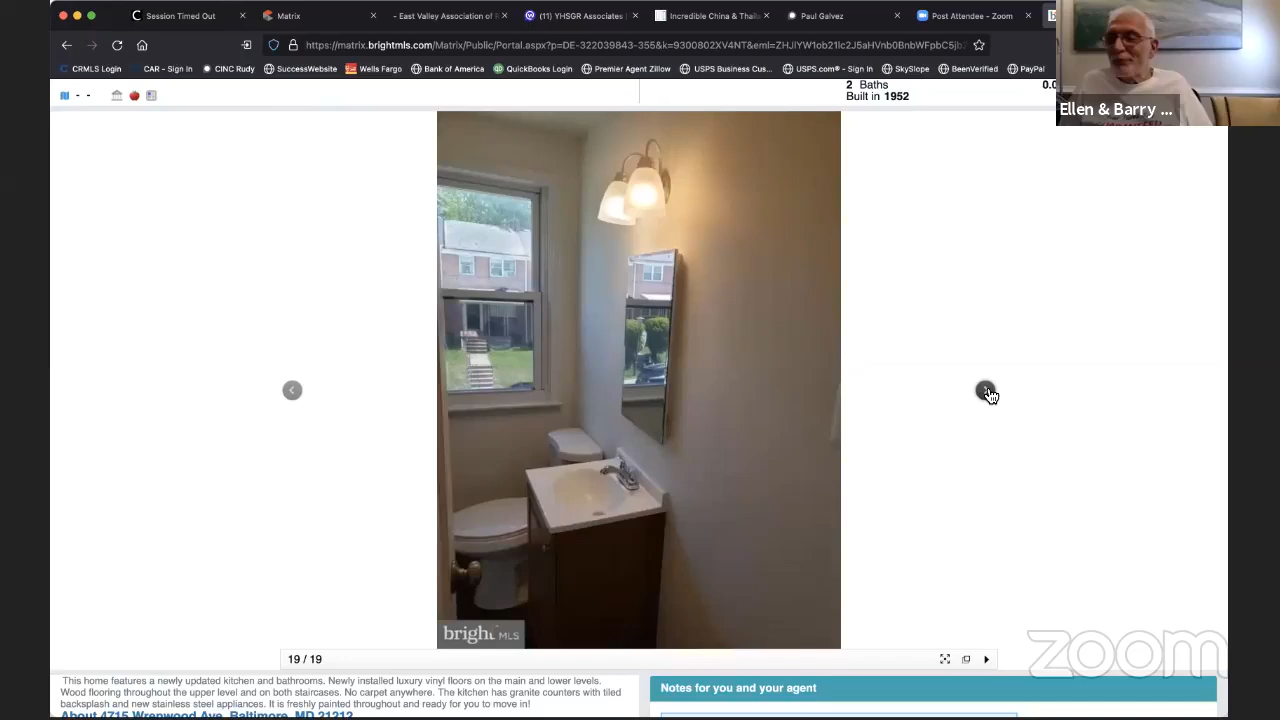 Session Timed Out
Matrix
- East Valley Association of
(11) YHSGR Associates |
Incredible China & Thail
Paul Galvez
Post Attendee - Zoom
https://matrix.brightmls.com/Matrix/Public/Portal.aspx?p=DE-322039843-355&k=9300802XV4NT&eml=
CRMLS Login
CAR - Sign In
CINC Rudy
SuccessWebsite
Wells Fargo
Bank of America
QuickBooks Login
Premier Agent Zillow
USPS Business Cus...
USPS.com® - Sign In
SkySlope
BeenVerified
PayPal
2 Baths
0.0
Built in 1952
Ellen & Barry ...
bright MLS
19 / 19
zoom
This home features a newly updated kitchen and bathrooms. Newly installed luxury vinyl floors on the main and lower levels.
Wood flooring throughout the upper level and on both staircases. No carpet anywhere. The kitchen has granite counters with tiled
backsplash and new stainless steel appliances. It is freshly painted throughout and ready for you to move in!
About 4715 Wrenwood Ave, Baltimore, MD 21212
Notes for you and your agent